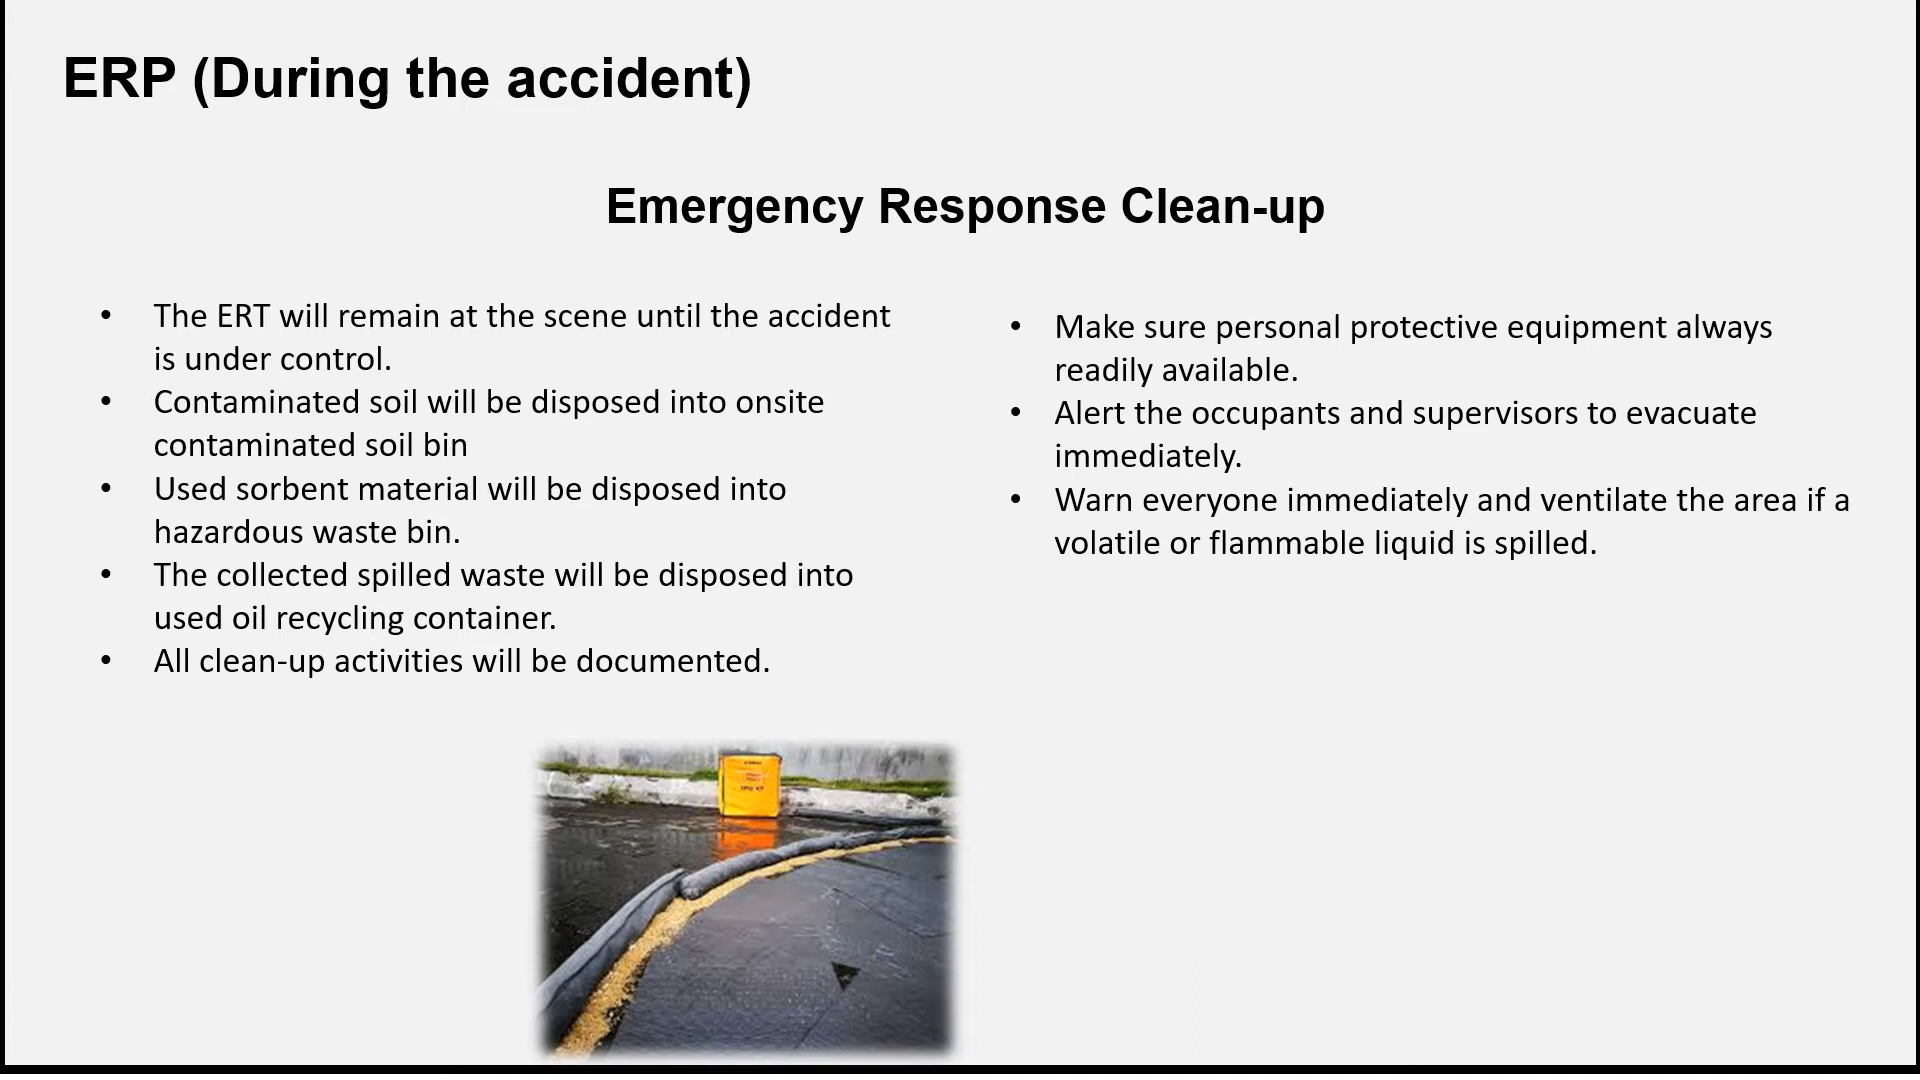 ERP (During the accident)
Emergency Response Clean-up
• The ERT will remain at the scene until the accident
is under control.
• Contaminated soil will be disposed into onsite
contaminated soil bin
• Used sorbent material will be disposed into
hazardous waste bin.
• The collected spilled waste will be disposed into
used oil recycling container.
• All clean-up activities will be documented.
• Make sure personal protective equipment always
readily available.
• Alert the occupants and supervisors to evacuate
immediately.
• Warn everyone immediately and ventilate the area if a
volatile or flammable liquid is spilled.